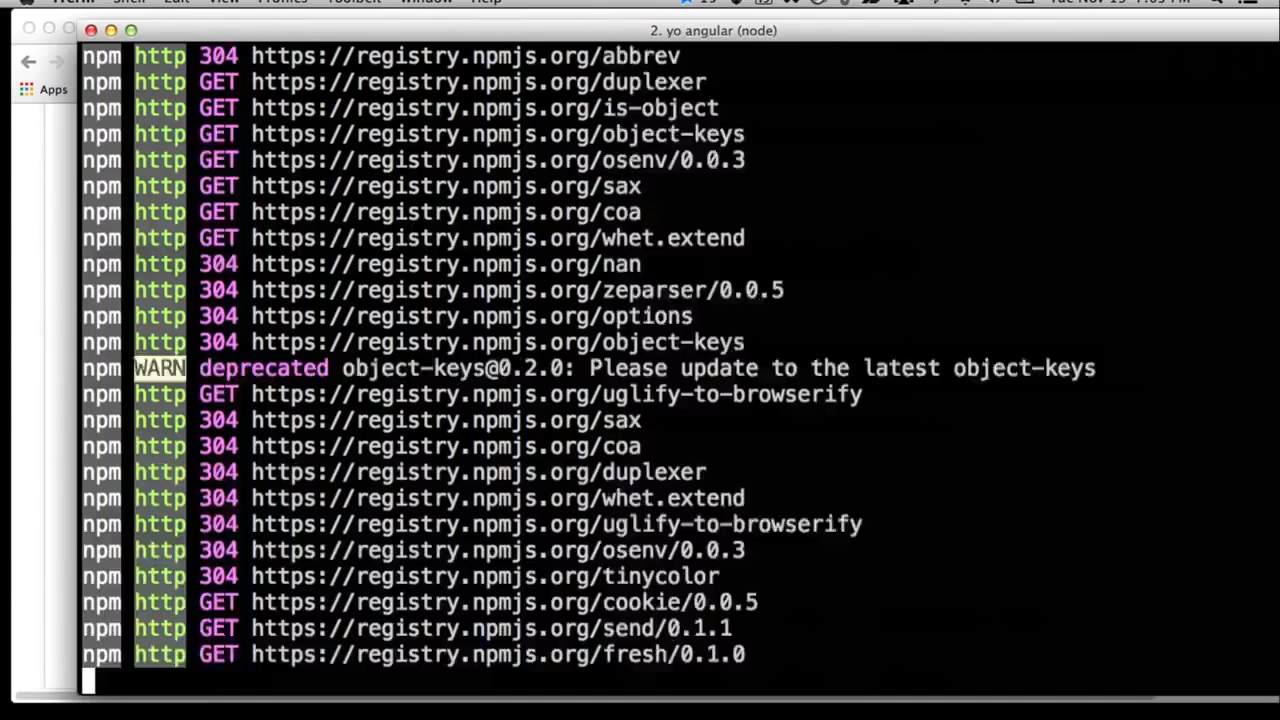 2. yo angular (node)
Apps
npm http 304 https://registry.npmjs.org/abbrev
npm http GET https://registry.npmjs.org/duplexer
npm http GET https://registry.npmjs.org/is-object
npm http GET https://registry.npmjs.org/object-keys
npm http GET https://registry.npmjs.org/osenv/0.0.3
npm http GET https://registry.npmjs.org/sax
npm http GET https://registry.npmjs.org/coa
npm http GET https://registry.npmjs.org/whet.extend
npm http 304 https://registry.npmjs.org/nan
npm http 304 https://registry.npmjs.org/zeparser/0.0.5
npm http 304 https://registry.npmjs.org/options
npm http 304 https://registry.npmjs.org/object-keys
npm WARN deprecated object-keys@0.2.0: Please update to the latest object-keys
npm http GET https://registry.npmjs.org/uglify-to-browserify
npm http 304 https://registry.npmjs.org/sax
npm http 304 https://registry.npmjs.org/coa
npm http 304 https://registry.npmjs.org/duplexer
npm http 304 https://registry.npmjs.org/whet.extend
npm http 304 https://registry.npmjs.org/uglify-to-browserify
npm http 304 https://registry.npmjs.org/osenv/0.0.3
npm http 304 https://registry.npmjs.org/tinycolor
npm http GET https://registry.npmjs.org/cookie/0.0.5
npm http GET https://registry.npmjs.org/send/0.1.1
npm http GET https://registry.npmjs.org/fresh/0.1.0